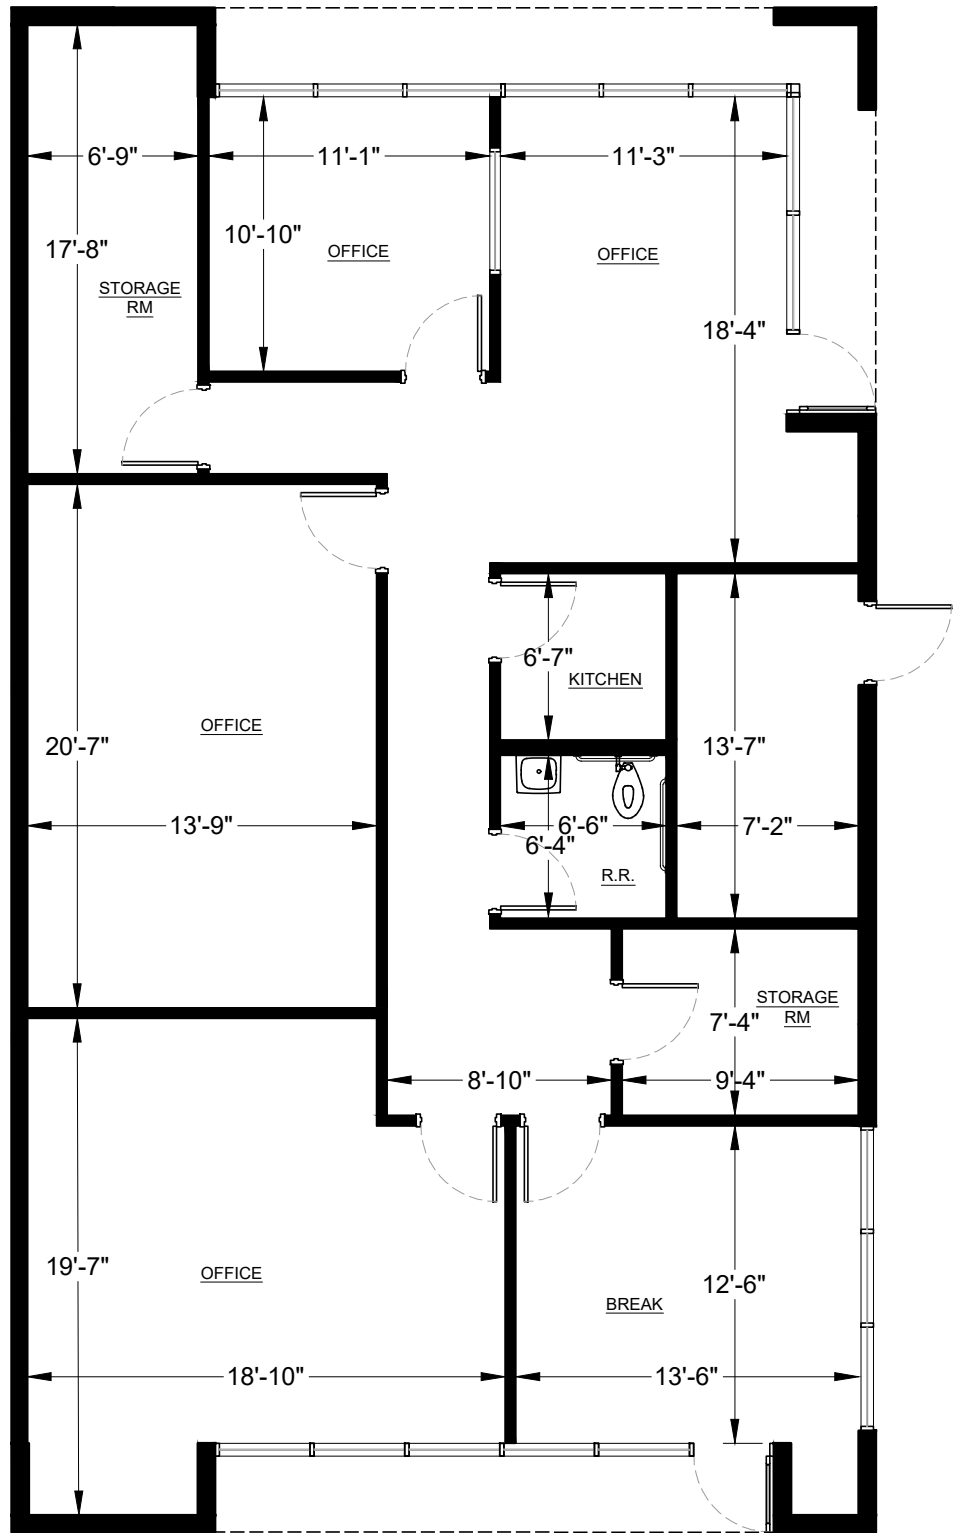 6'-9"
11'-1"
11'-3"
17'-8"
10'-10"
OFFICE
OFFICE
STORAGE
RM
18'-4"
6'-7"
KITCHEN
OFFICE
20'-7"
13'-7"
13'-9"
6'-6"
7'-2"
6'-4"
R.R.
STORAGE
RM
7'-4"
8'-10"
9'-4"
19'-7"
OFFICE
12'-6"
BREAK
18'-10"
13'-6"